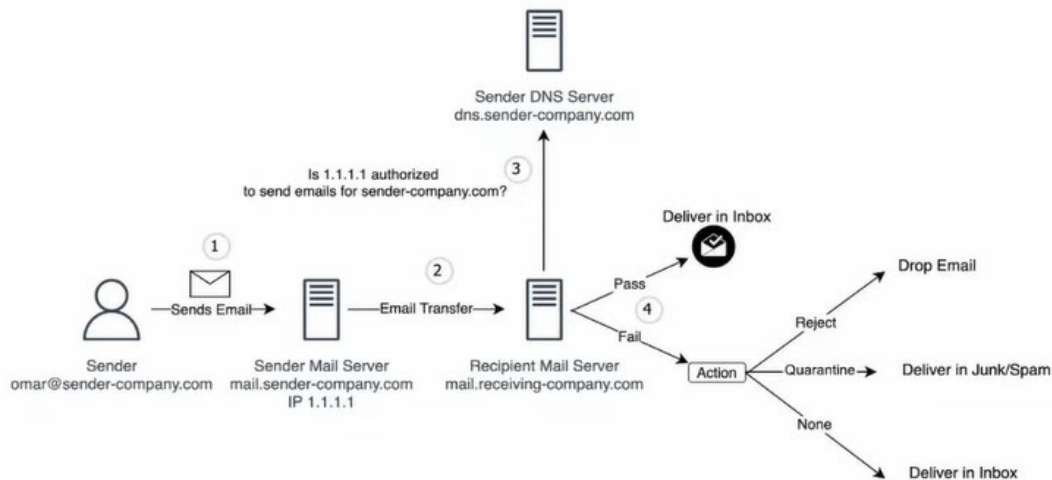 Sender DNS Server
dns.sender-company.com
3
Is 1.1.1.1 authorized
to send emails for sender-company.com?
Deliver in Inbox
1
2
Pass
Drop Email
4
Sends Email
Email Transfer
Reject
Fail
Sender
omar@sender-company.com
Sender Mail Server
mail.sender-company.com
IP 1.1.1.1
Recipient Mail Server
mail.receiving-company.com
Action
Quarantine
Deliver in Junk/Spam
None
Deliver in Inbox